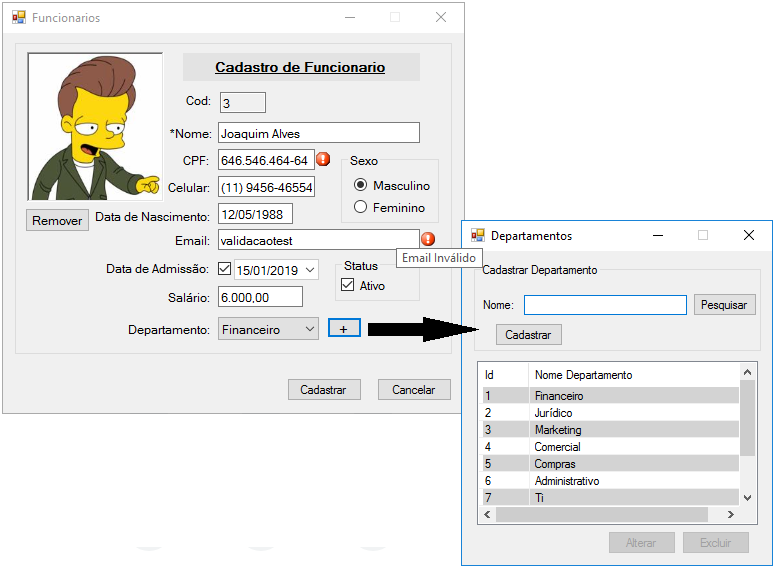 Funcionarios
Cadastro de Funcionario
Cod: 3
*Nome: Joaquim Alves
CPF: 646.546.464-64
Celular: (11) 9456-46554
Sexo
Masculino
Feminino
Remover
Data de Nascimento: 12/05/1988
Email: validacaotest
Email Inválido
Data de Admissão: 15/01/2019
Status
Ativo
Salário: 6.000,00
Departamento: Financeiro +
Cadastrar Cancelar
Departamentos
Cadastrar Departamento
Nome: Pesquisar
Cadastrar
Id Nome Departamento
1 Financeiro
2 Jurídico
3 Marketing
4 Comercial
5 Compras
6 Administrativo
7 Ti
Alterar Excluir